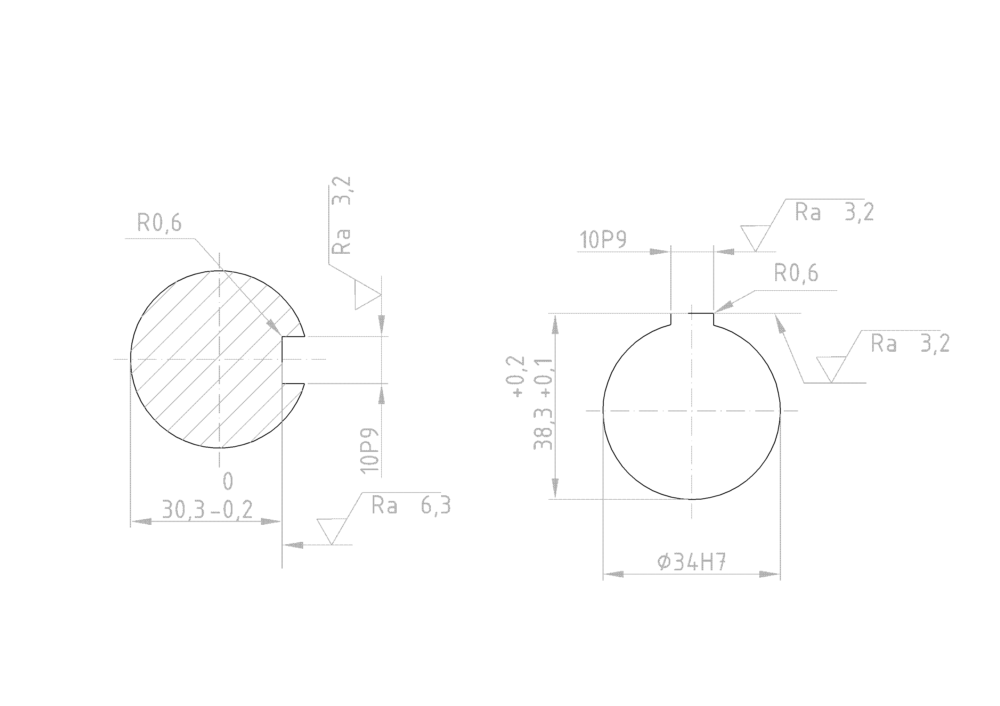 Ra 3,2
R0,6
10P9
0
30,3-0,2
Ra 6,3
Ra 3,2
10P9
R0,6
Ra 3,2
+0,2
38,3 +0,1
⌀34H7